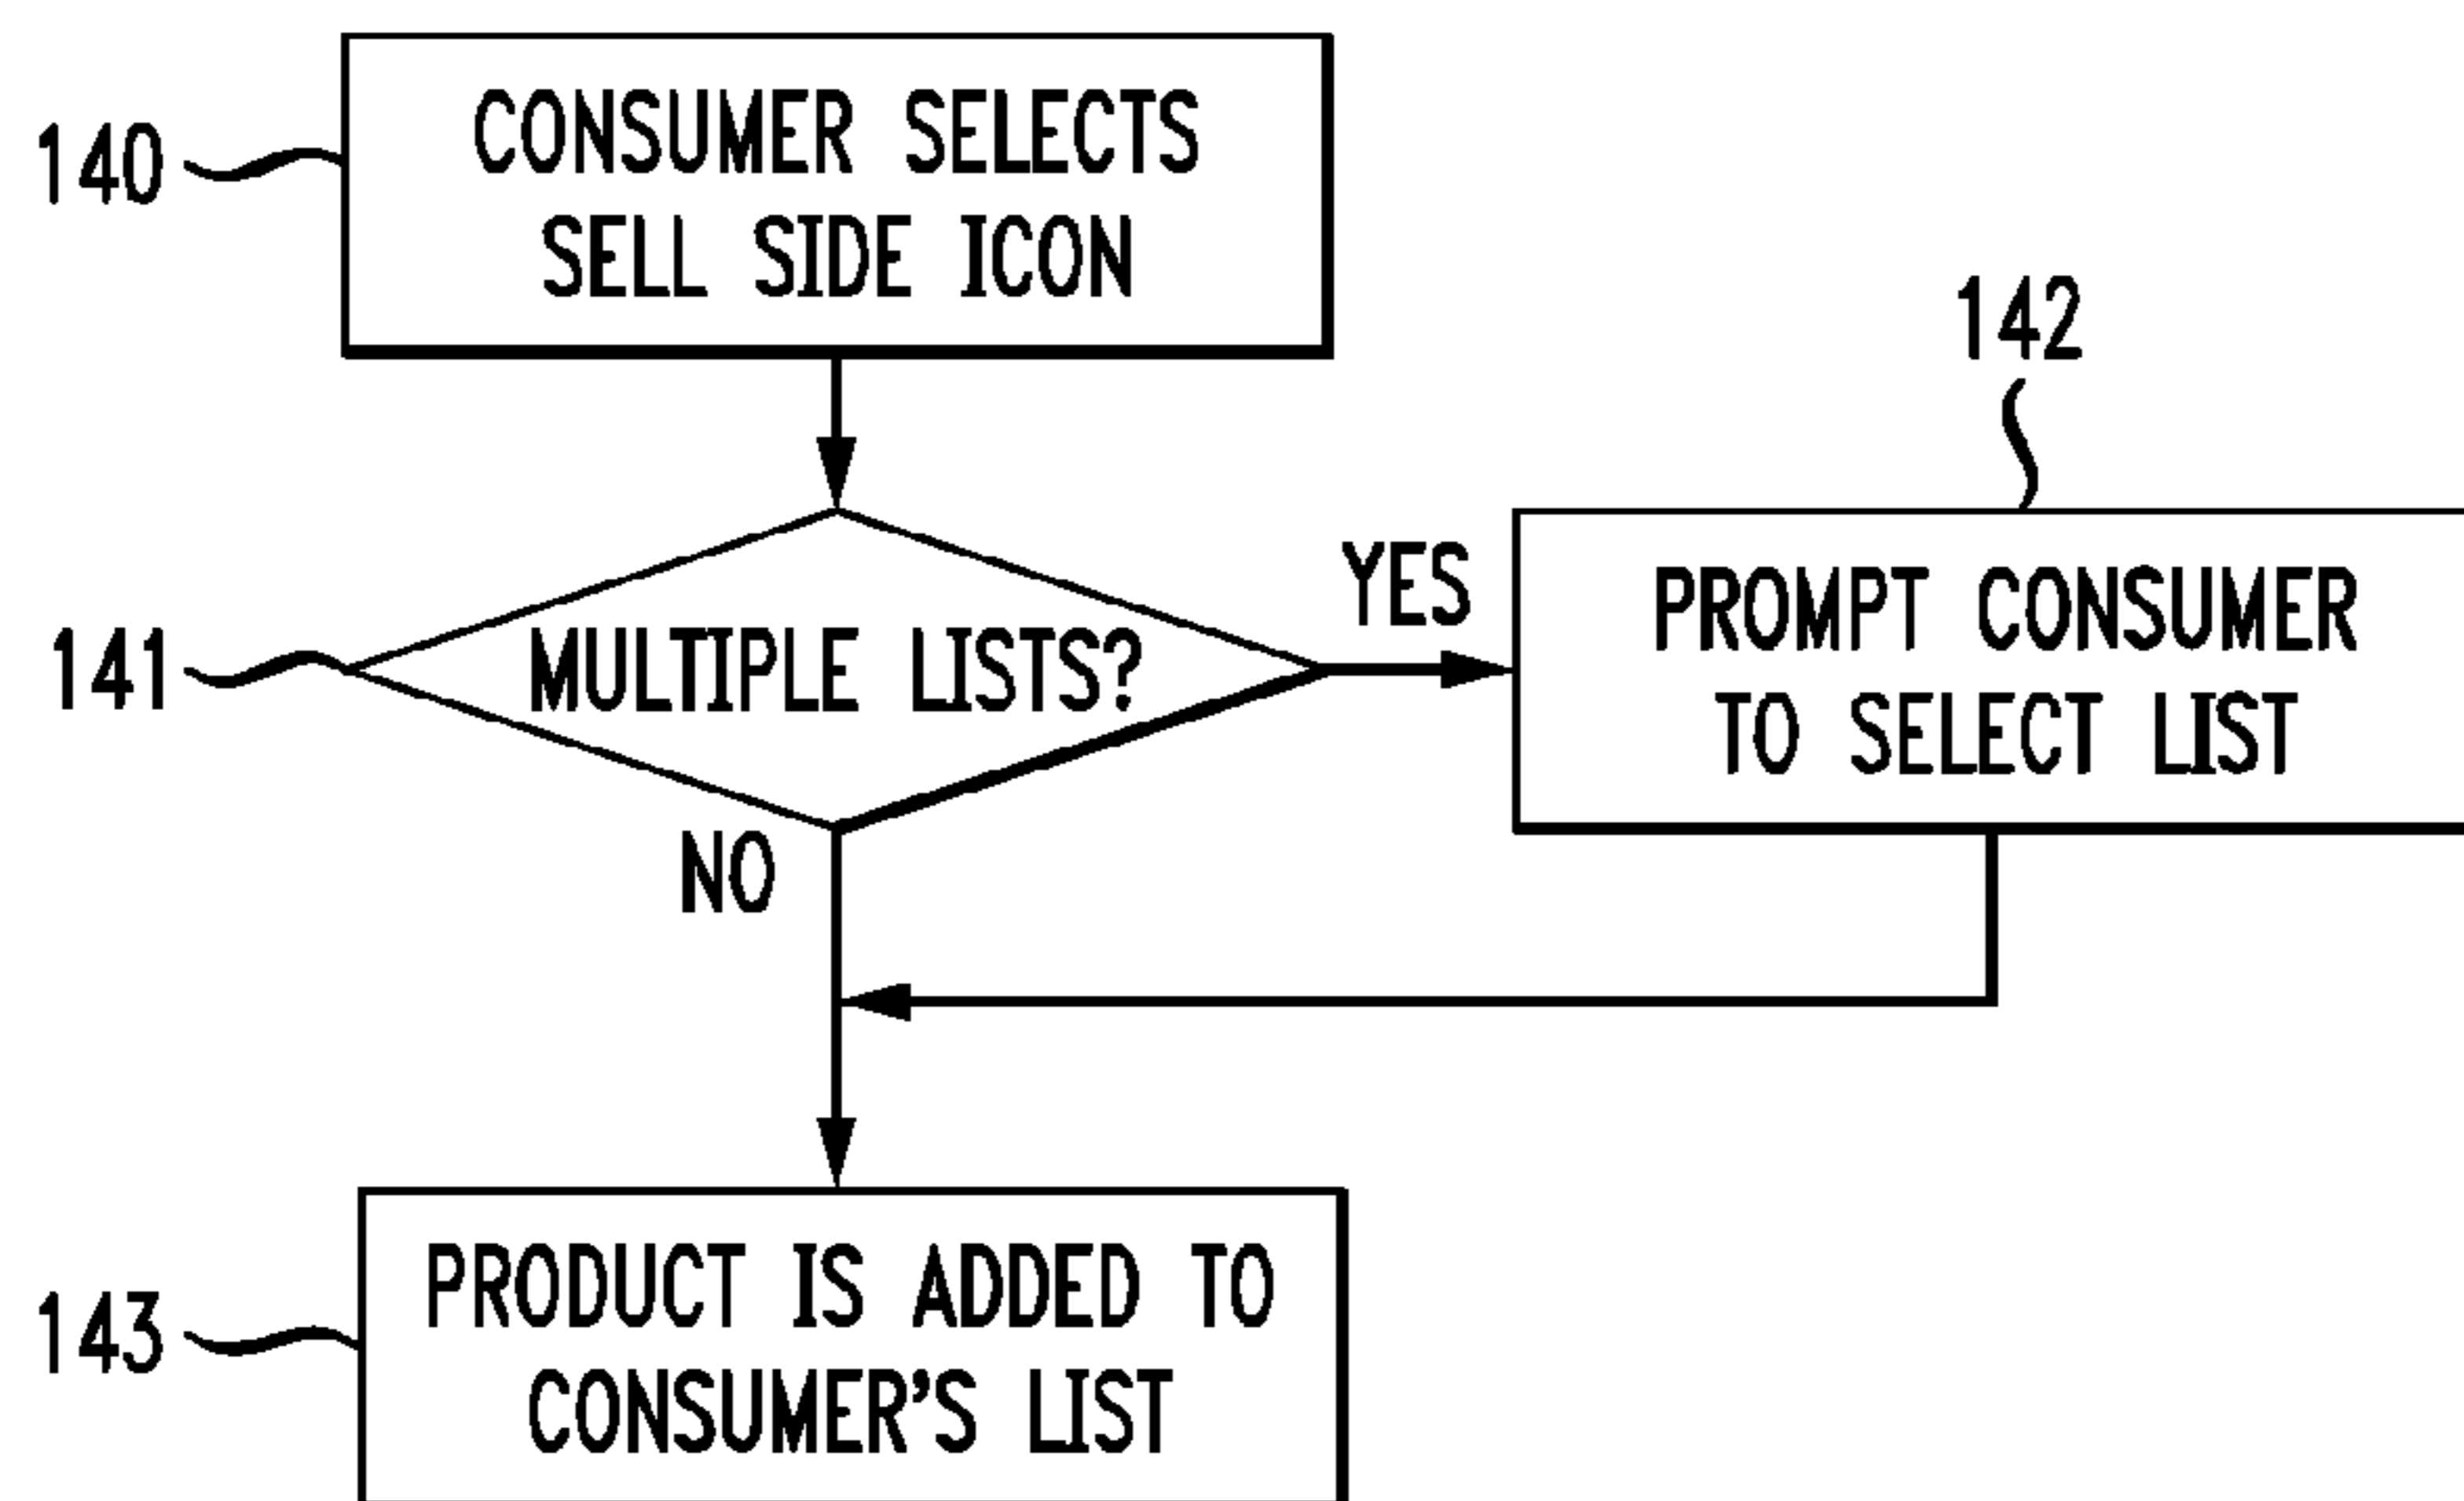 140
CONSUMER SELECTS
SELL SIDE ICON
142
141
MULTIPLE LISTS?
YES
PROMPT CONSUMER
TO SELECT LIST
NO
143
PRODUCT IS ADDED TO
CONSUMER'S LIST